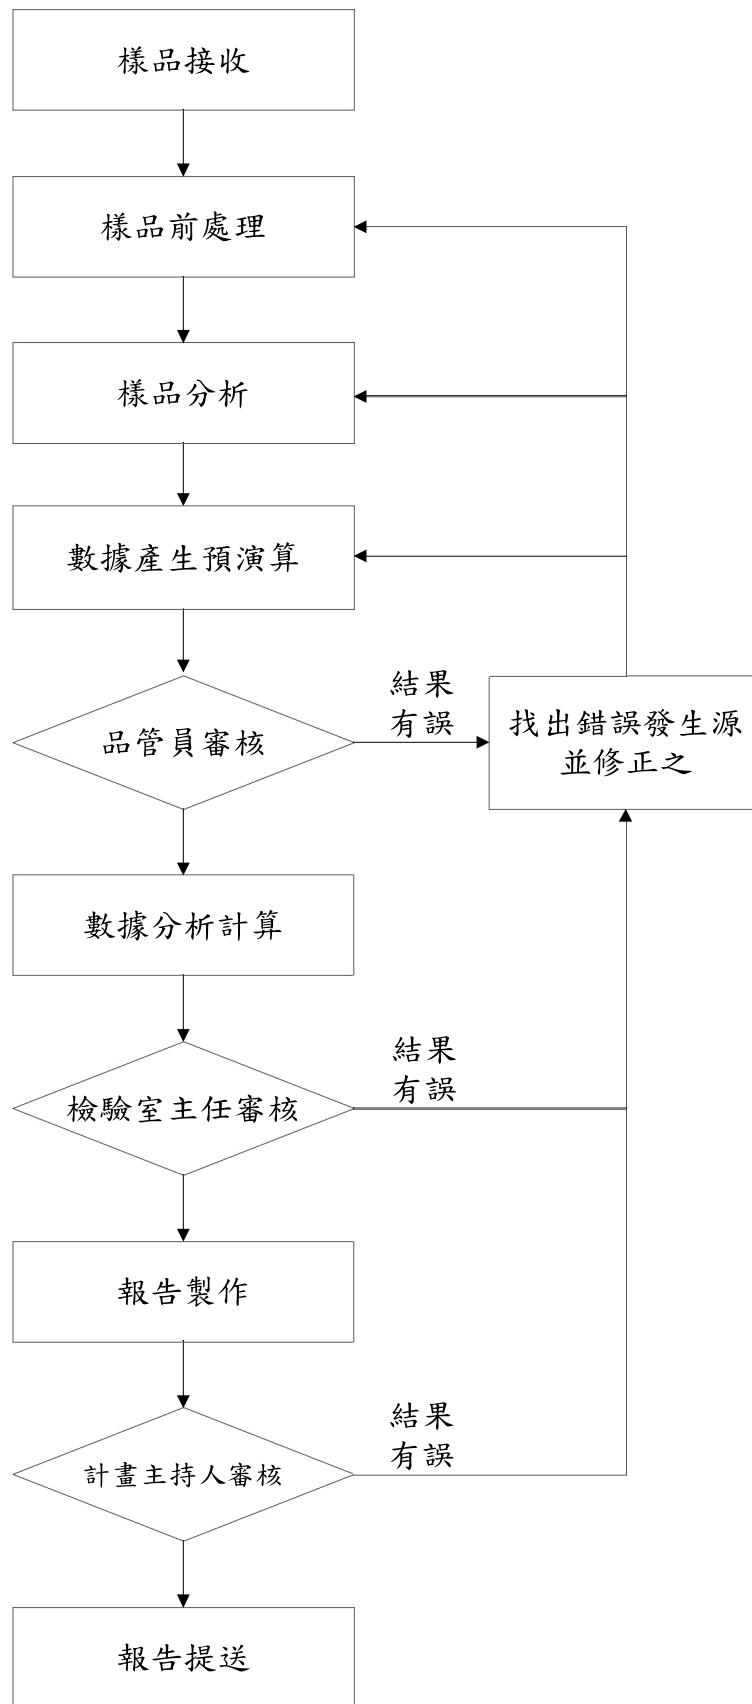 樣品接收
樣品前處理
樣品分析
數據產生預演算
結果
有誤
品管員審核
找出錯誤發生源
並修正之
數據分析計算
結果
有誤
檢驗室主任審核
報告製作
結果
有誤
計畫主持人審核
報告提送